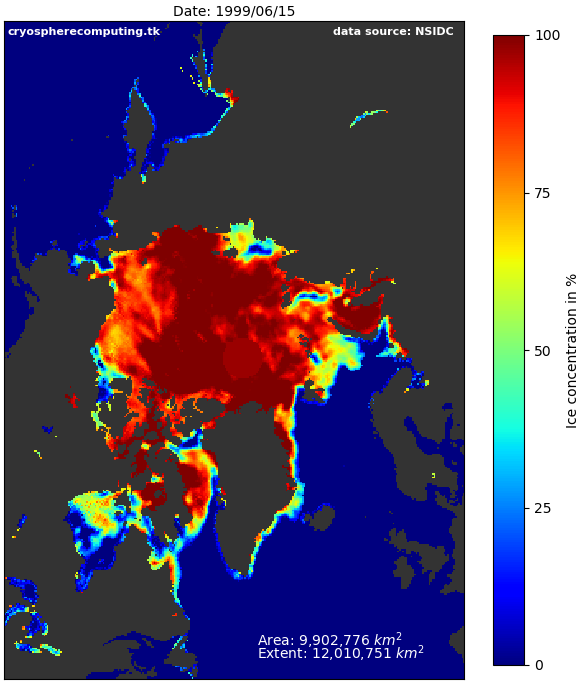 Date: 1999/06/15
cryospherecomputing.tk
data source: NSIDC
100
75
50
25
0
Ice concentration in %
Area: 9,902,776 km²
Extent: 12,010,751 km²